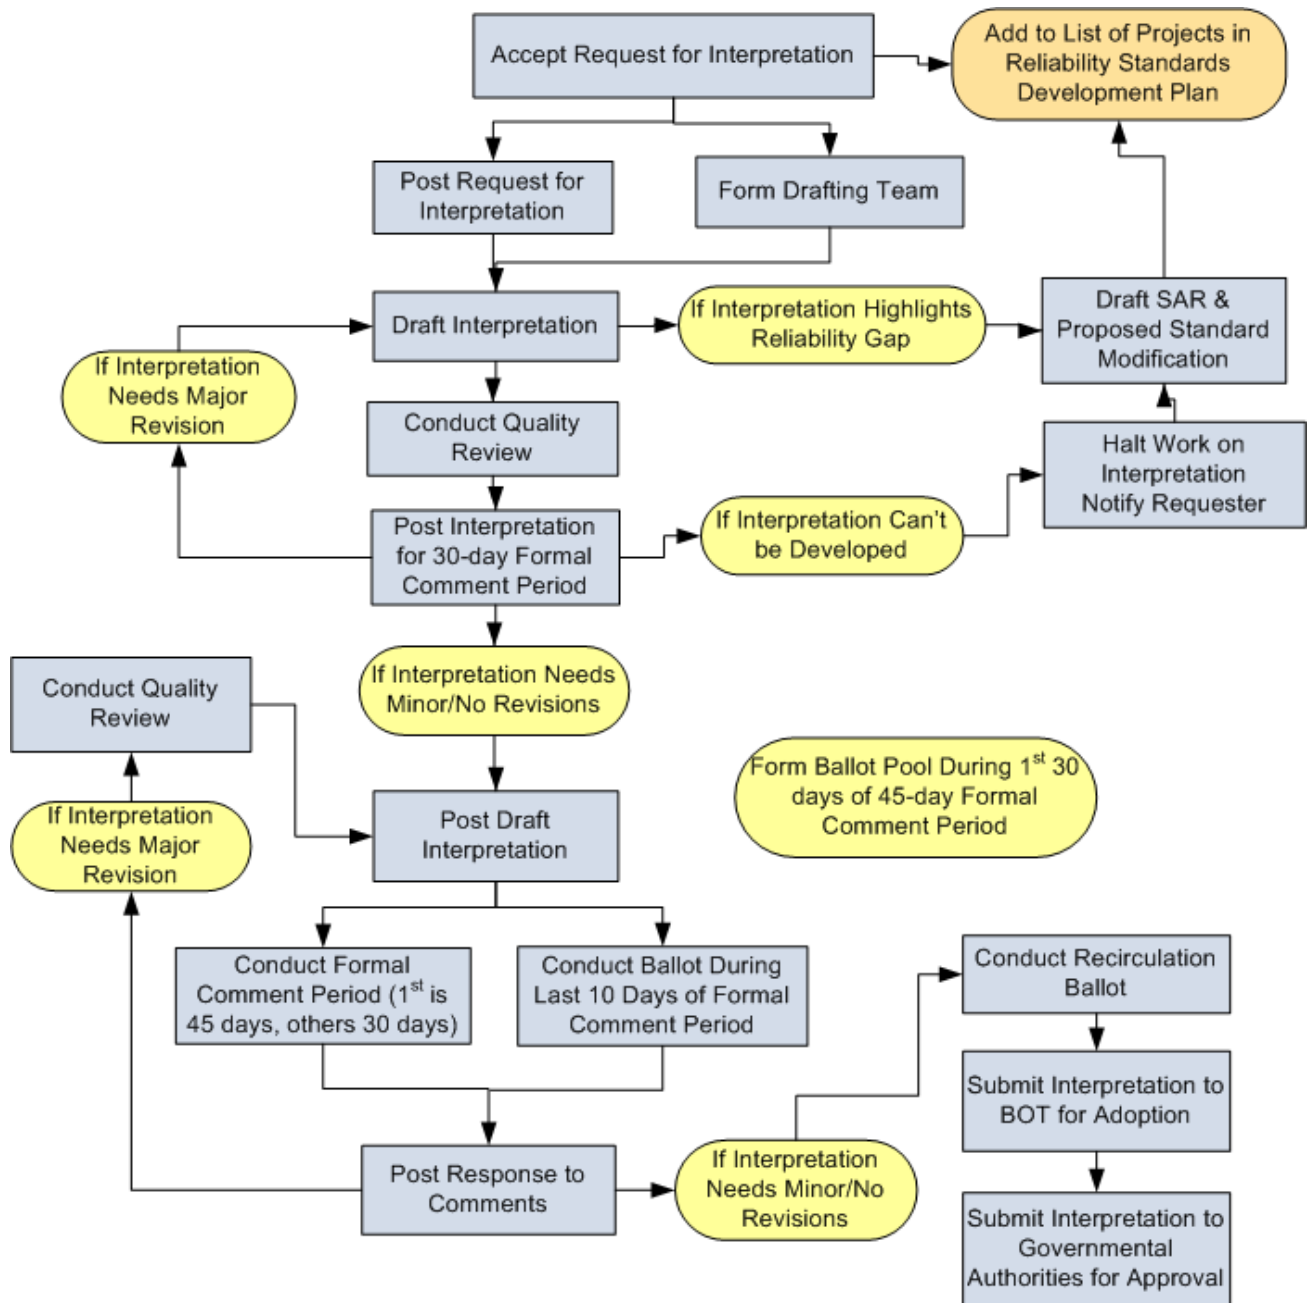 Accept Request for Interpretation
Add to List of Projects in
Reliability Standards
Development Plan
Post Request for
Interpretation
Form Drafting Team
Draft Interpretation
If Interpretation Highlights
Reliability Gap
Draft SAR &
Proposed Standard
Modification
If Interpretation
Needs Major
Revision
Conduct Quality
Review
Halt Work on
Interpretation
Notify Requester
Post Interpretation
for 30-day Formal
Comment Period
If Interpretation Can't
be Developed
If Interpretation Needs
Minor/No Revisions
Conduct Quality
Review
Form Ballot Pool During 1st 30
days of 45-day Formal
Comment Period
If Interpretation
Needs Major
Revision
Post Draft
Interpretation
Conduct Formal
Comment Period (1st is
45 days, others 30 days)
Conduct Ballot During
Last 10 Days of Formal
Comment Period
Conduct Recirculation
Ballot
Submit Interpretation to
BOT for Adoption
Post Response to
Comments
If Interpretation
Needs Minor/No
Revisions
Submit Interpretation to
Governmental
Authorities for Approval